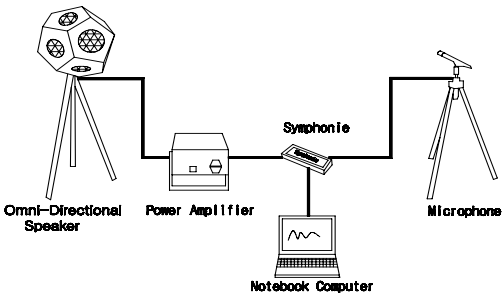 Symphonie
Omni-Directional
Speaker
Power Amplifier
Microphone
Notebook Computer